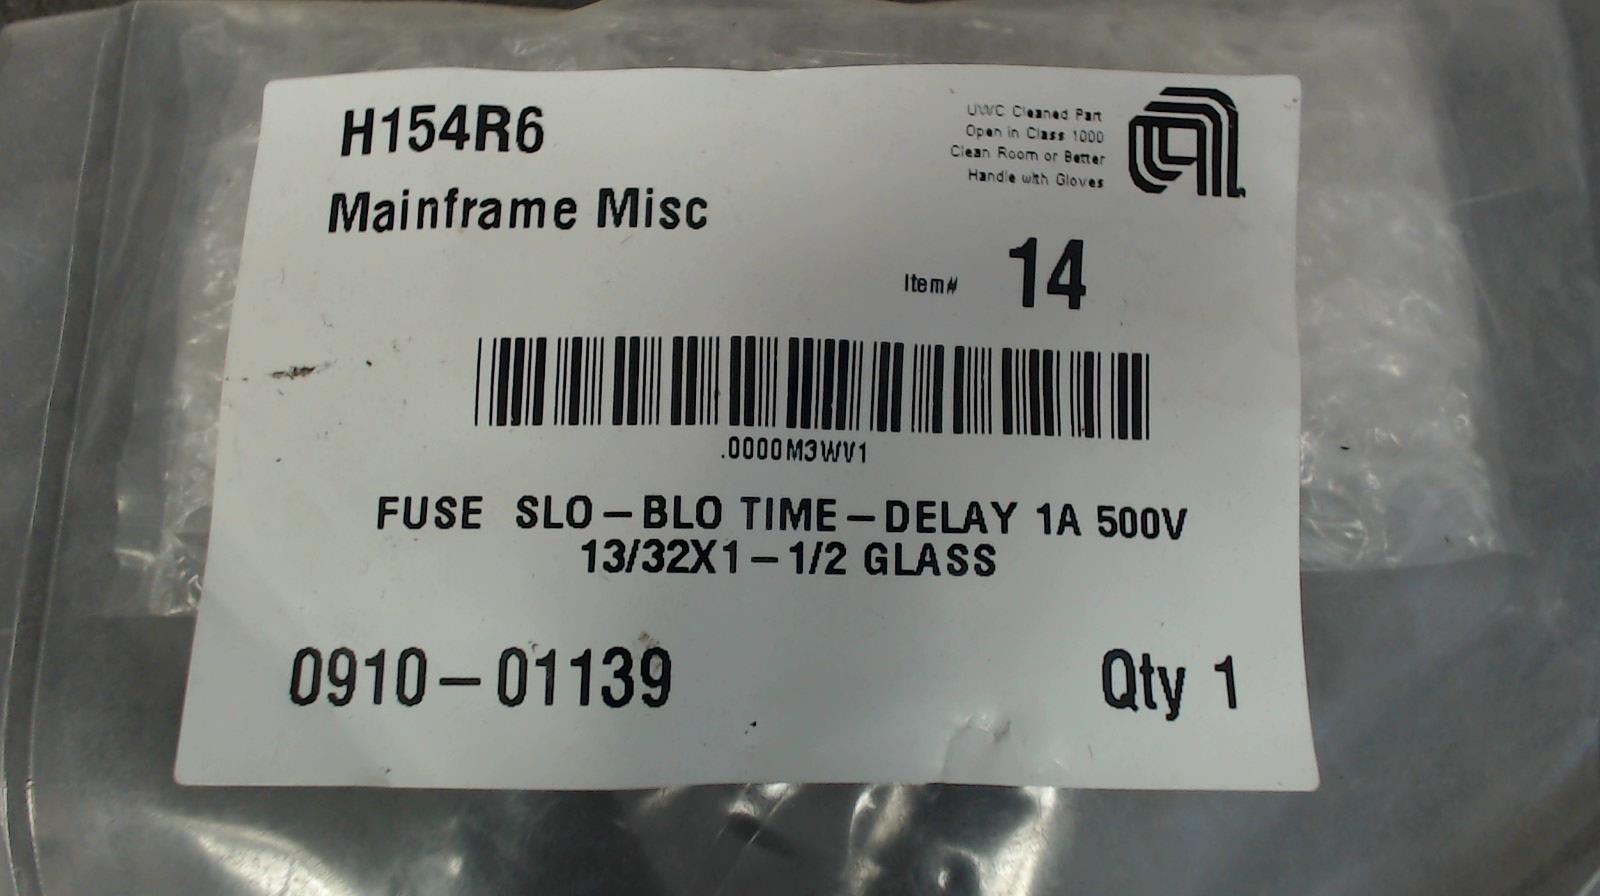 H154R6
UWC Cleaned Part
Open in Class 1000
Clean Room or Better
Handle with Gloves
Mainframe Misc
Item# 14
.0000M3WV1
FUSE SLO-BLO TIME-DELAY 1A 500V
13/32X1-1/2 GLASS
0910-01139 Qty 1